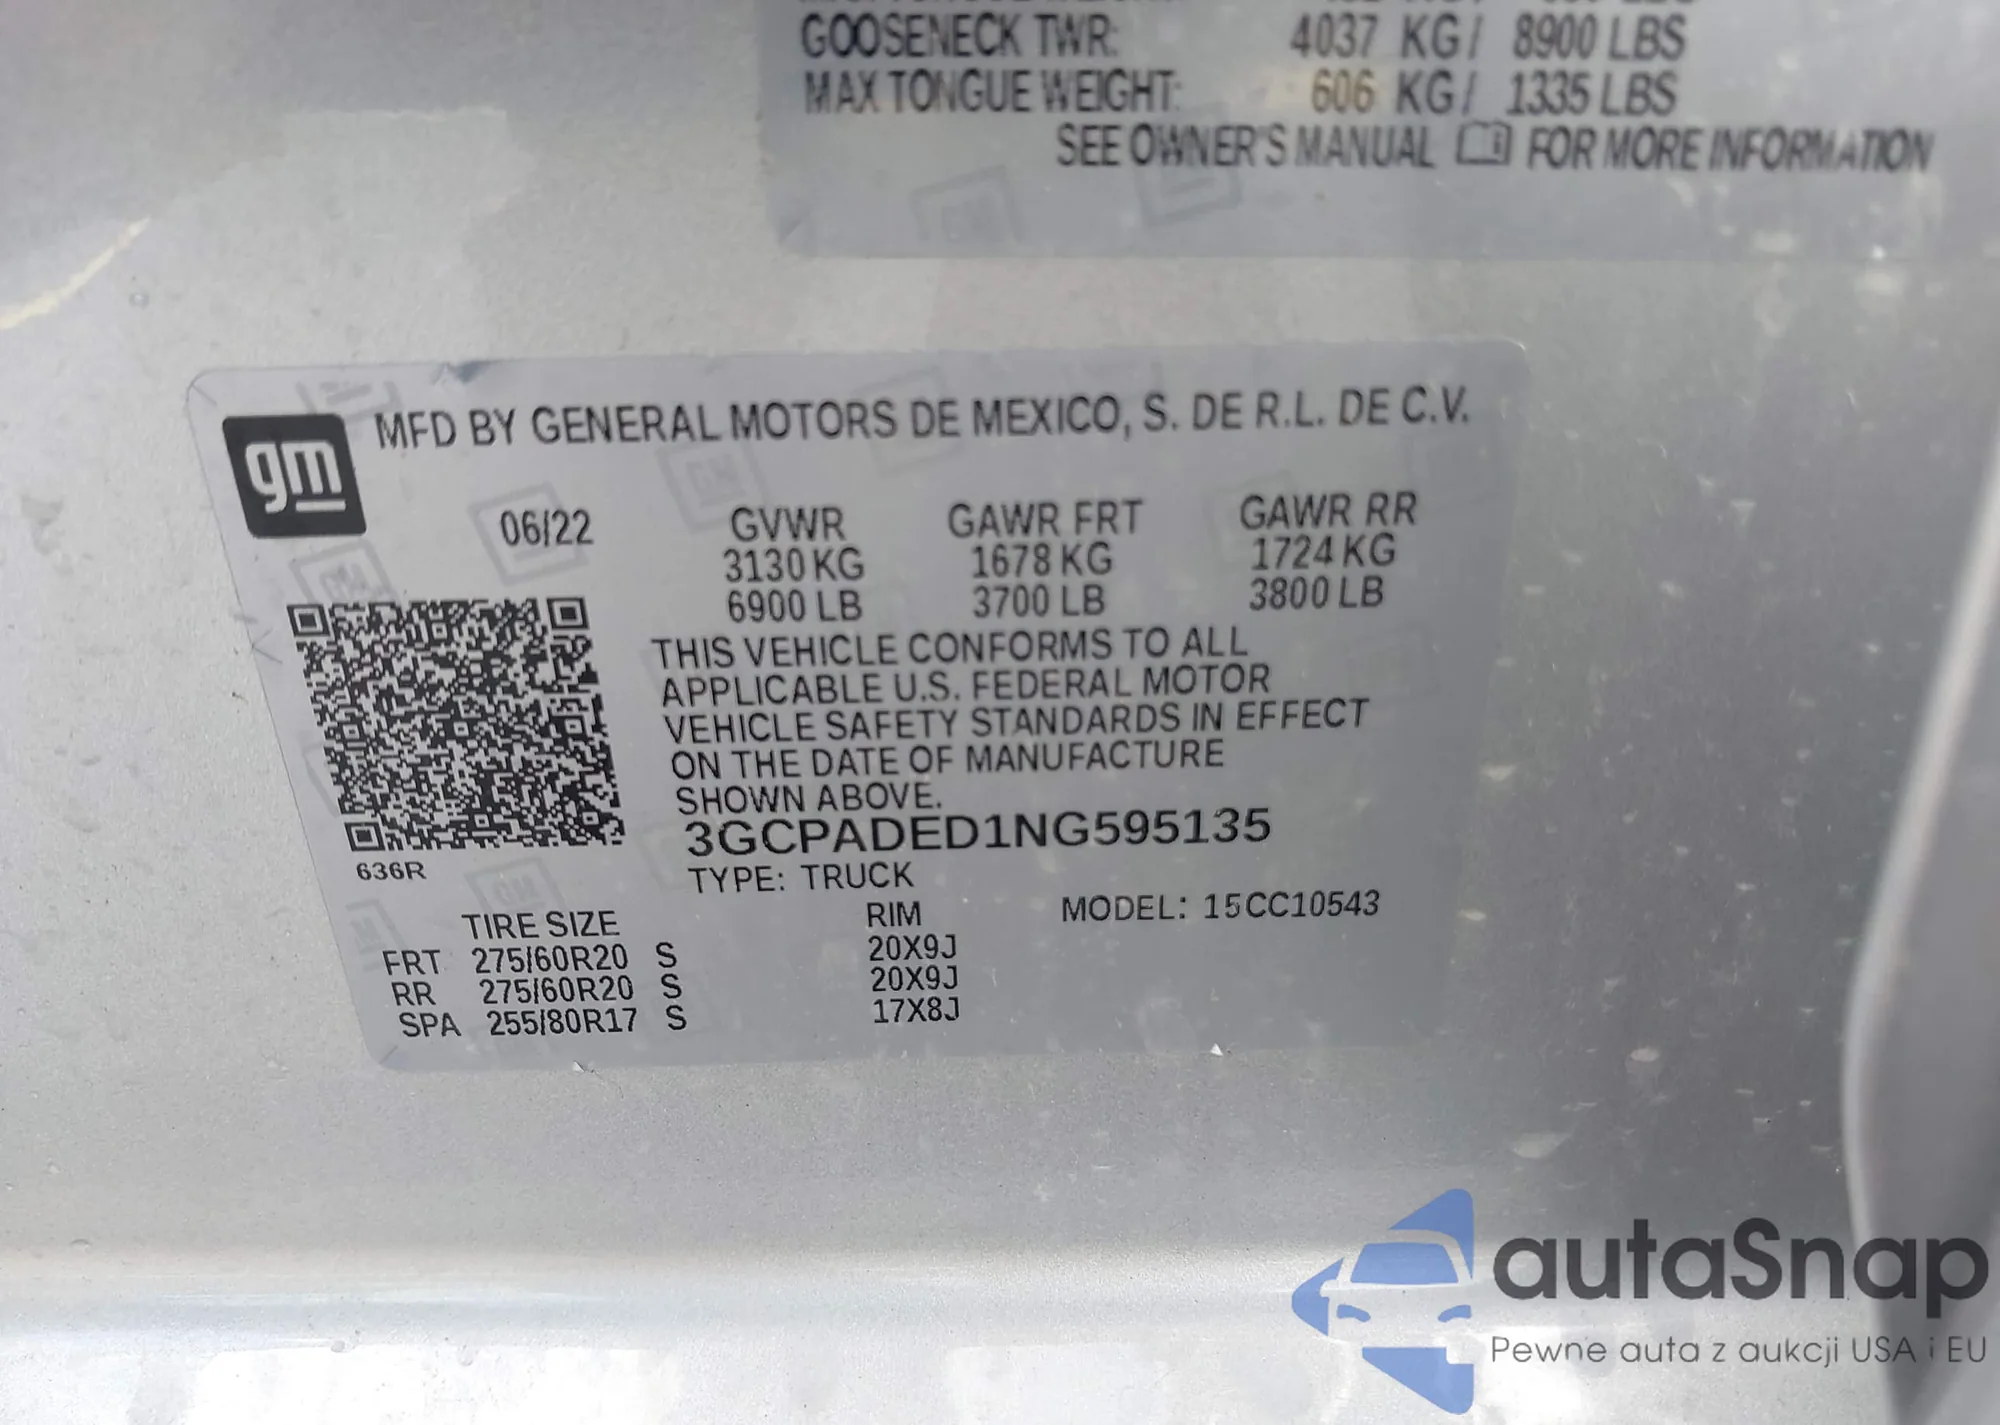 GOOSENECK TWR: 4037 KG/ 8900 LBS
MAX TONGUE WEIGHT: 606 KG/ 1335 LBS
SEE OWNER'S MANUAL FOR MORE INFORMATION
gm
MFD BY GENERAL MOTORS DE MEXICO, S. DE R.L. DE C.V.
06/22 GVWR GAWR FRT GAWR RR
3130 KG 1678 KG 1724 KG
6900 LB 3700 LB 3800 LB
THIS VEHICLE CONFORMS TO ALL
APPLICABLE U.S. FEDERAL MOTOR
VEHICLE SAFETY STANDARDS IN EFFECT
ON THE DATE OF MANUFACTURE
SHOWN ABOVE.
3GCPADED1NG595135
636R
TYPE: TRUCK
TIRE SIZE RIM MODEL: 15CC10543
FRT 275/60R20 S 20X9J
RR 275/60R20 S 20X9J
SPA 255/80R17 S 17X8J
autaSnap
Pewne auta z aukcji USA i EU